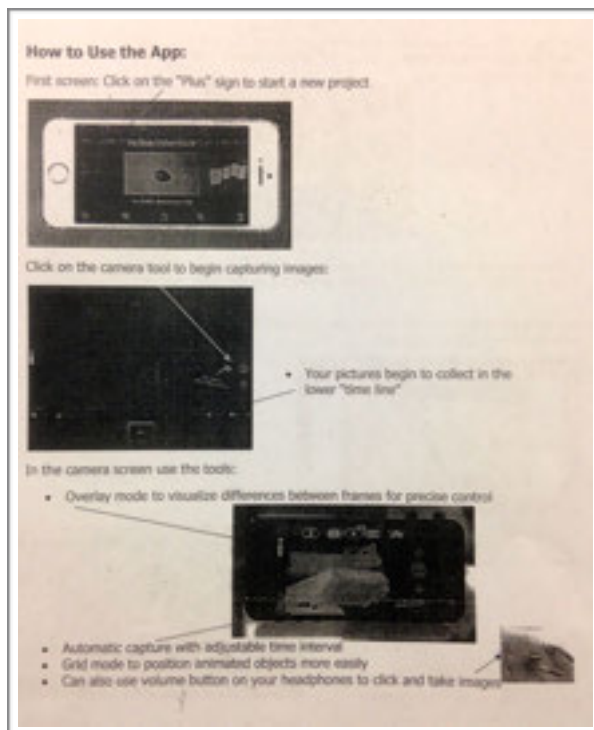 How to Use the App:
First screen: Click on the "Plus" sign to start a new project
Click on the camera tool to begin capturing images:
• Your pictures begin to collect in the
lower "time line"
In the camera screen use the tools:
• Overlay mode to visualize differences between frames for precise control
• Automatic capture with adjustable time interval
• Grid mode to position animated objects more easily
• Can also use volume button on your headphones to click and take images